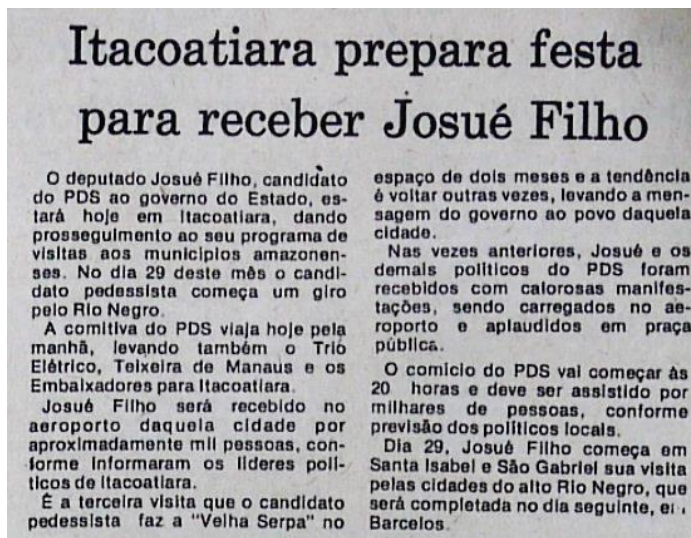 Itacoatiara prepara festa
para receber Josué Filho
O deputado Josué Filho, candidato
do PDS ao governo do Estado, es-
tará hoje em Itacoatiara, dando
prosseguimento ao seu programa de
visitas aos municípios amazonen-
ses. No dia 29 deste mês o candi-
dato pedessista começa um giro
pelo Rio Negro.
A comitiva do PDS viaja hoje pela
manhã, levando também o Trio
Elétrico, Teixeira de Manaus e os
Embaixadores para Itacoatiara.
Josué Filho será recebido no
aeroporto daquela cidade por
aproximadamente mil pessoas, con-
forme informaram os líderes polí-
ticos de Itacoatiara.
É a terceira visita que o candidato
pedessista faz a "Velha Serpa" no
espaço de dois meses e a tendência
é voltar outras vezes, levando a men-
sagem do governo ao povo daquela
cidade.
Nas vezes anteriores, Josué e os
demais políticos do PDS foram
recebidos com calorosas manifes-
tações, sendo carregados no ae-
roporto e aplaudidos em praça
pública.
O comício do PDS vai começar às
20 horas e deve ser assistido por
milhares de pessoas, conforme
previsão dos políticos locais.
Dia 29, Josué Filho começa em
Santa Isabel e São Gabriel sua visita
pelas cidades do alto Rio Negro, que
será completada no dia seguinte,
Barcelos.